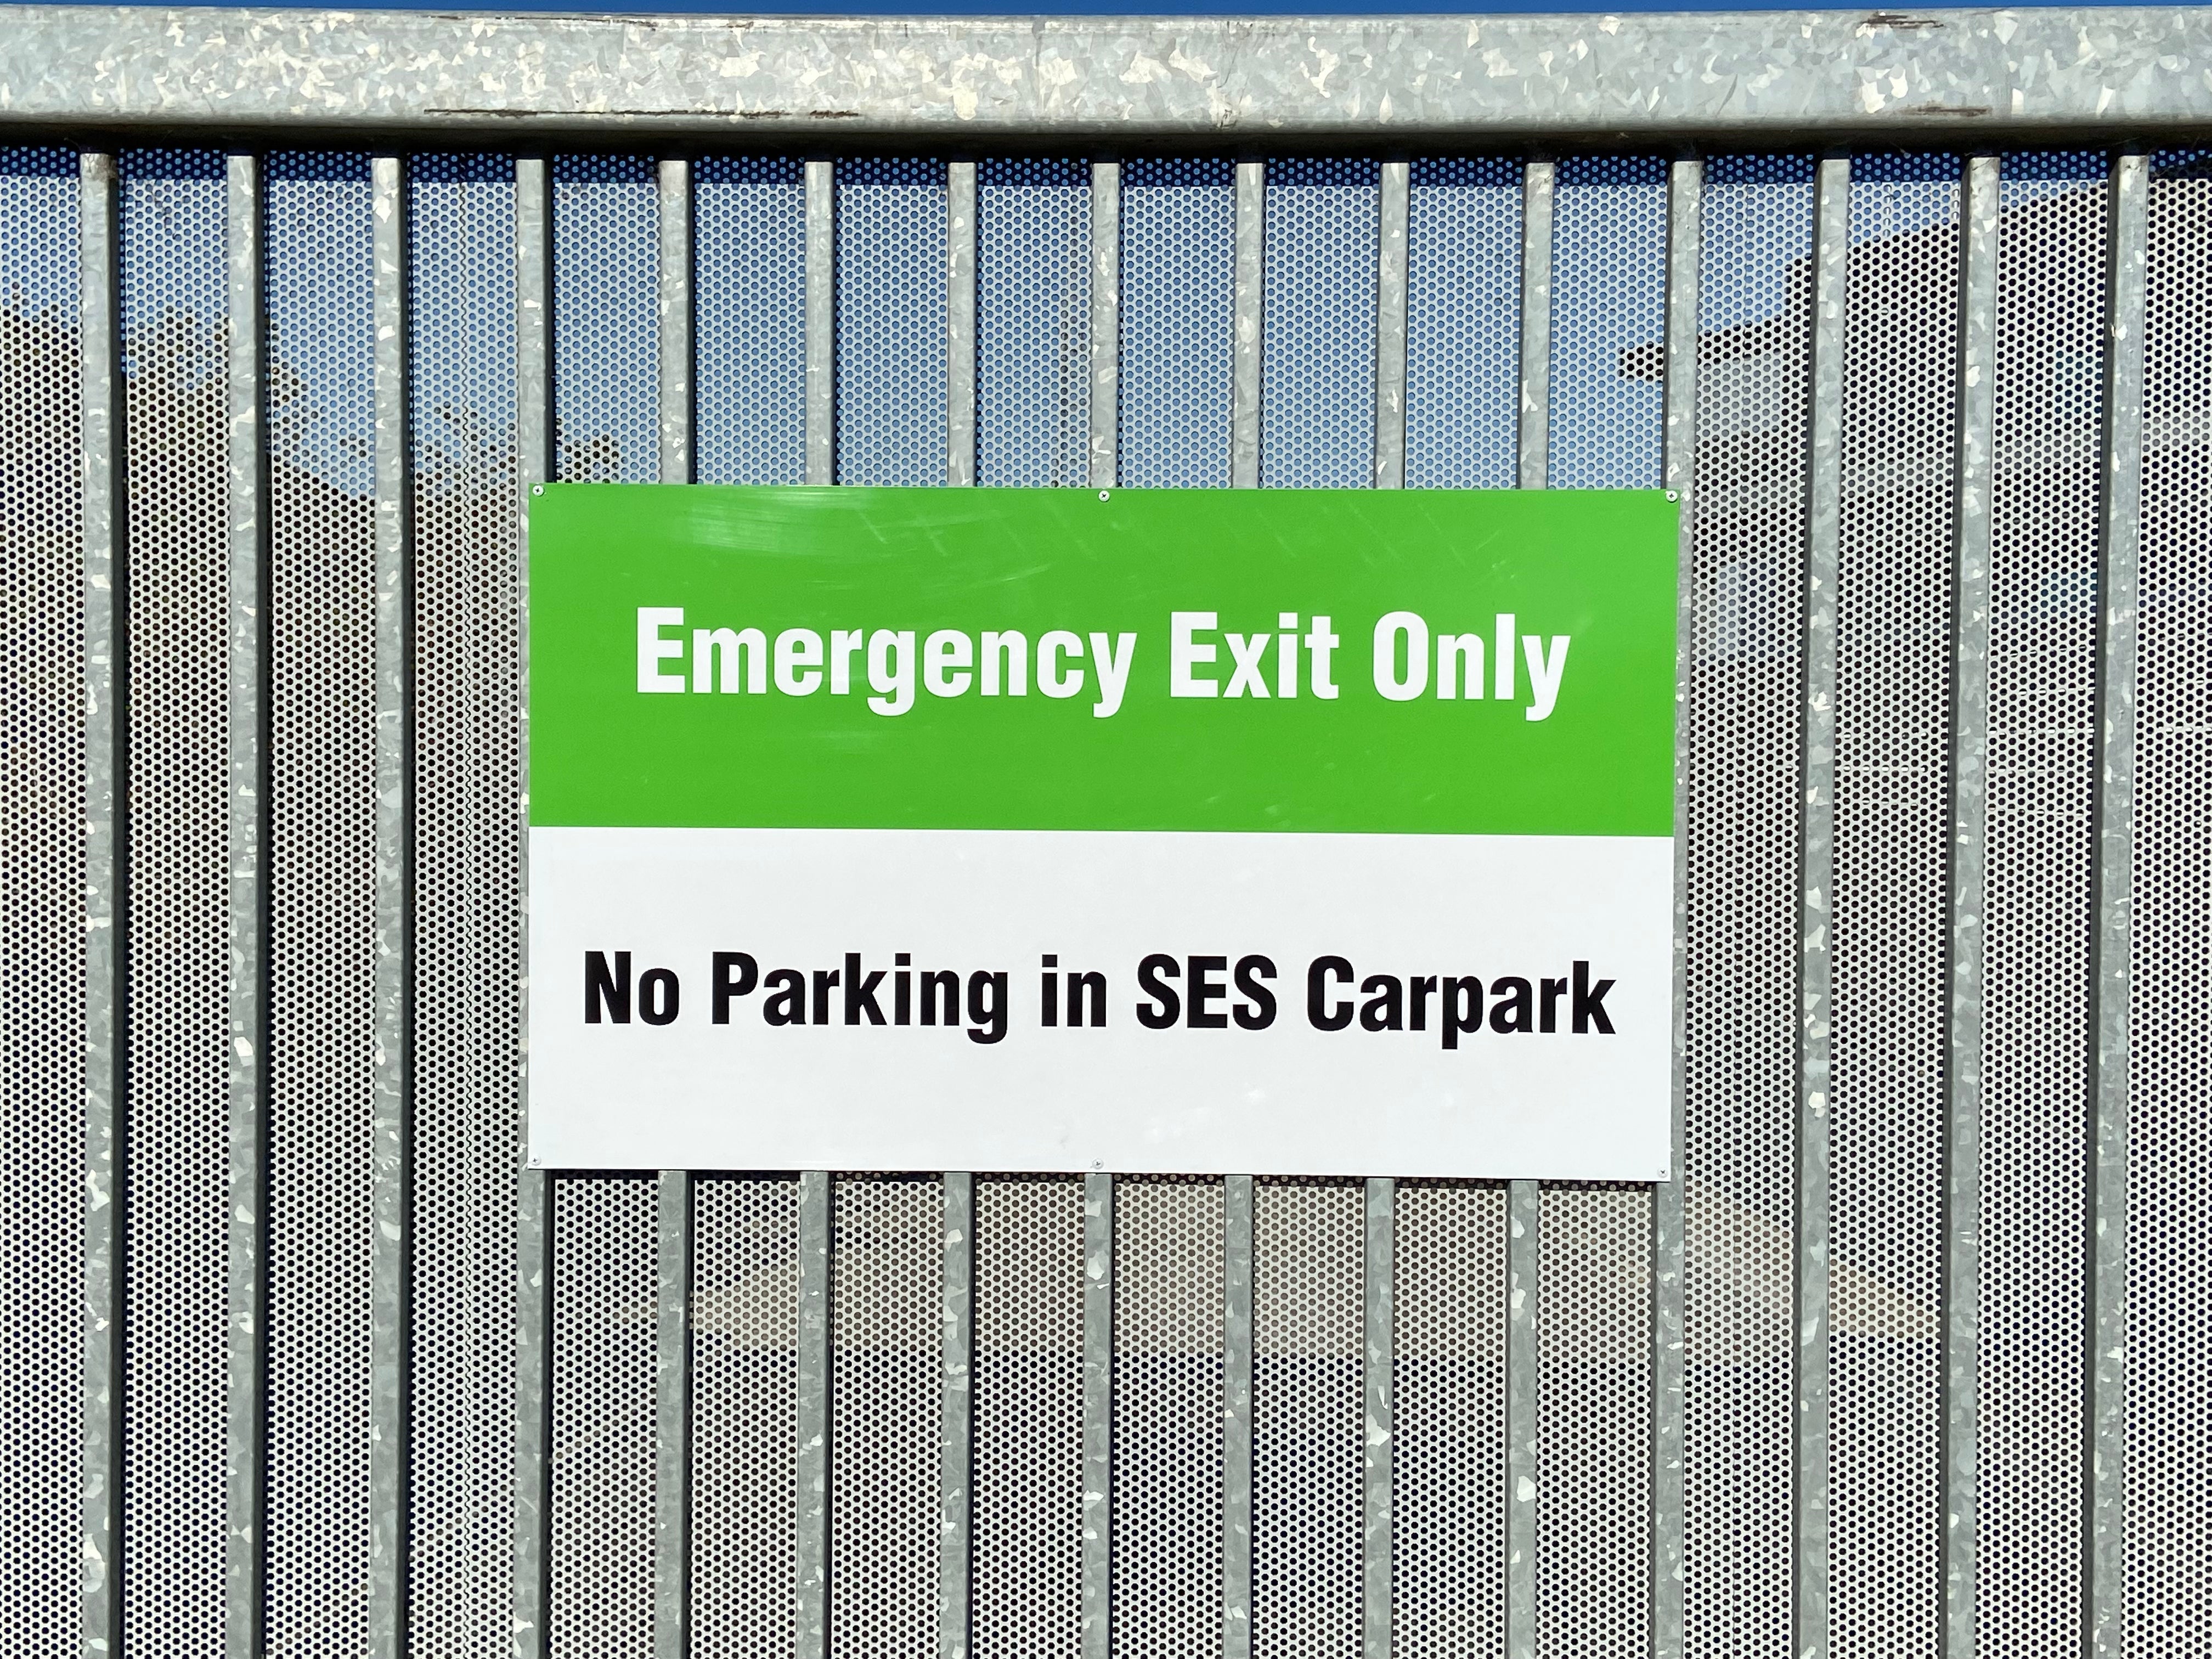 Emergency Exit Only
No Parking in SES Carpark